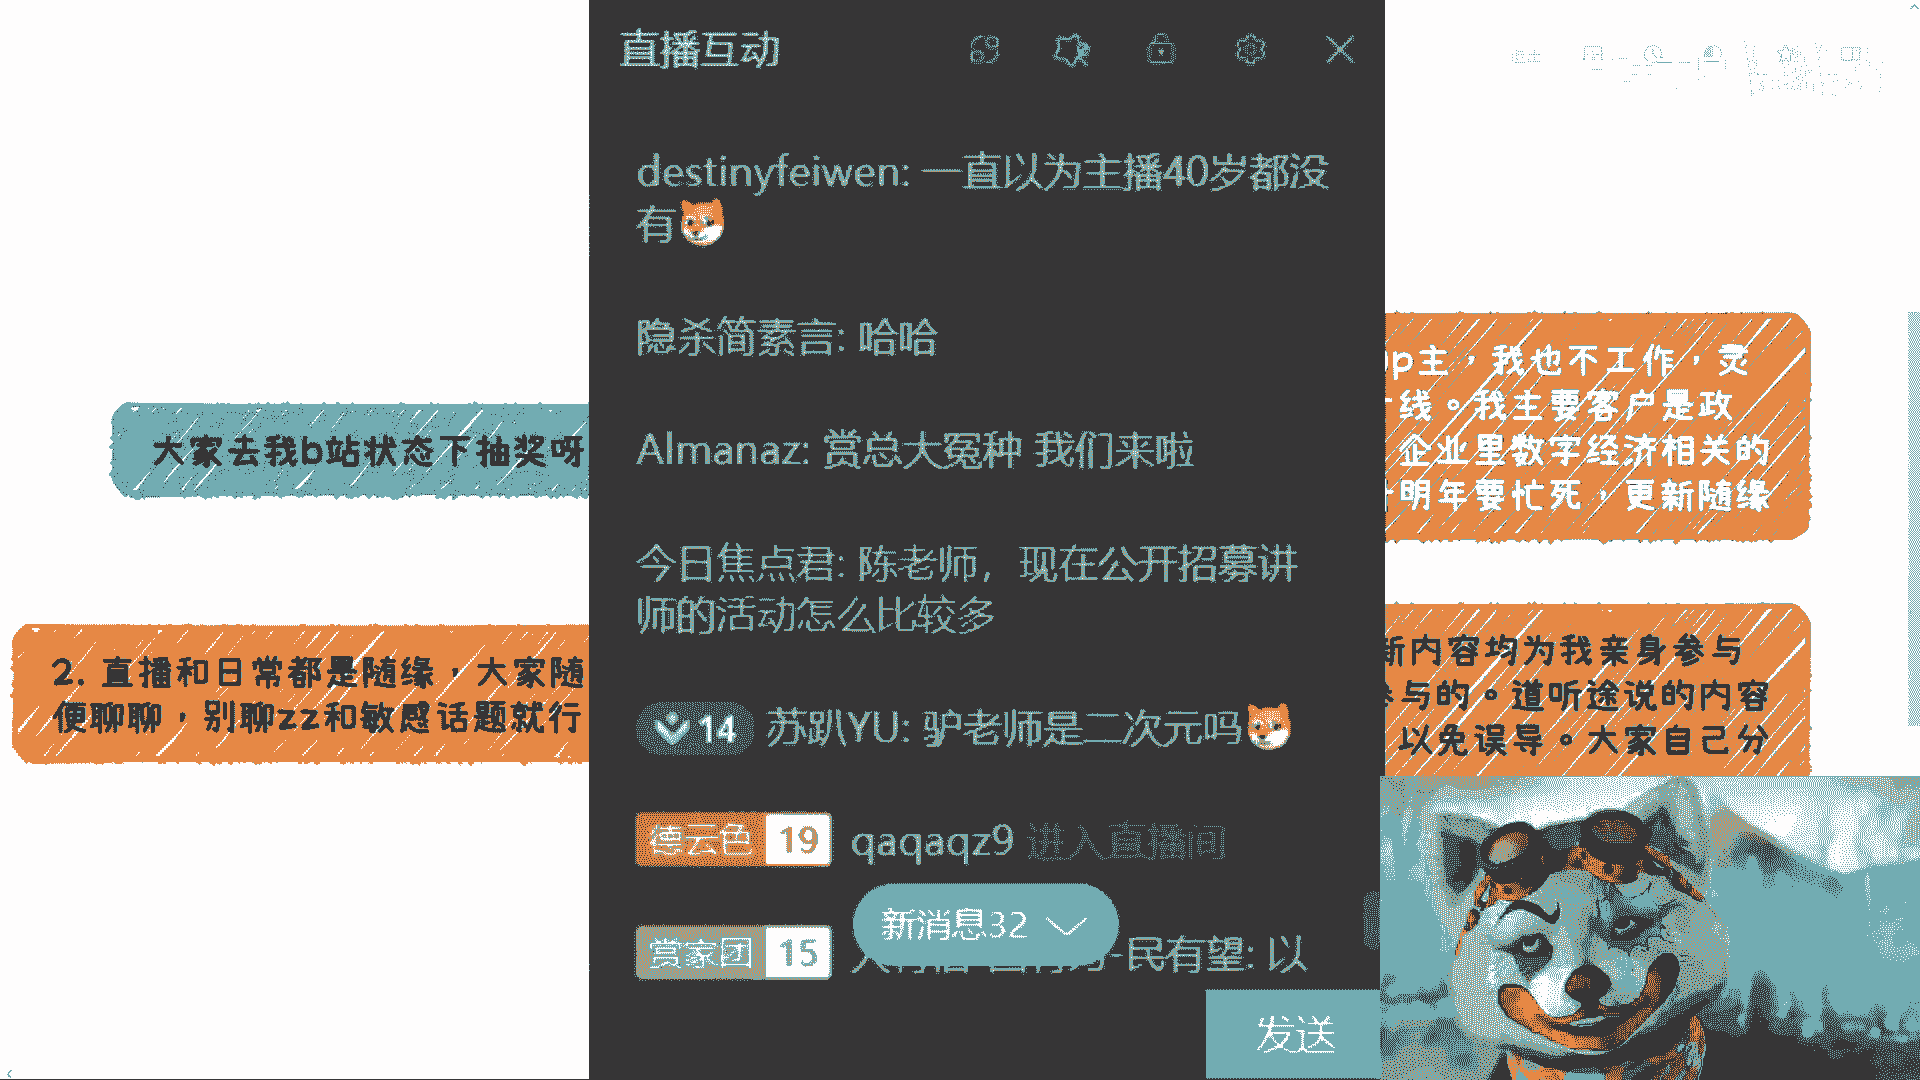 直播互动
destinyfeiwen: 一直以为主播40岁都没
有
隐杀简素言: 哈哈
Almanaz: 赏总大冤种 我们来啦
今日焦点君: 陈老师，现在公开招募讲
师的活动怎么比较多
14 苏趴YU: 驴老师是二次元吗
德云色 19 qaqaqz9 进入直播间
赏家团 15 民有望: 以
新消息32
发送
大家去我b站状态下抽奖呀
2. 直播和日常都是随缘，大家随
便聊聊，别聊zz和敏感话题就行
p主，我也不工作，灵
线。我主要客户是政
企业里数字经济相关的
明年要忙死，更新随缘
新内容均为我亲身参与
参与的。道听途说的内容
以免误导。大家自己分